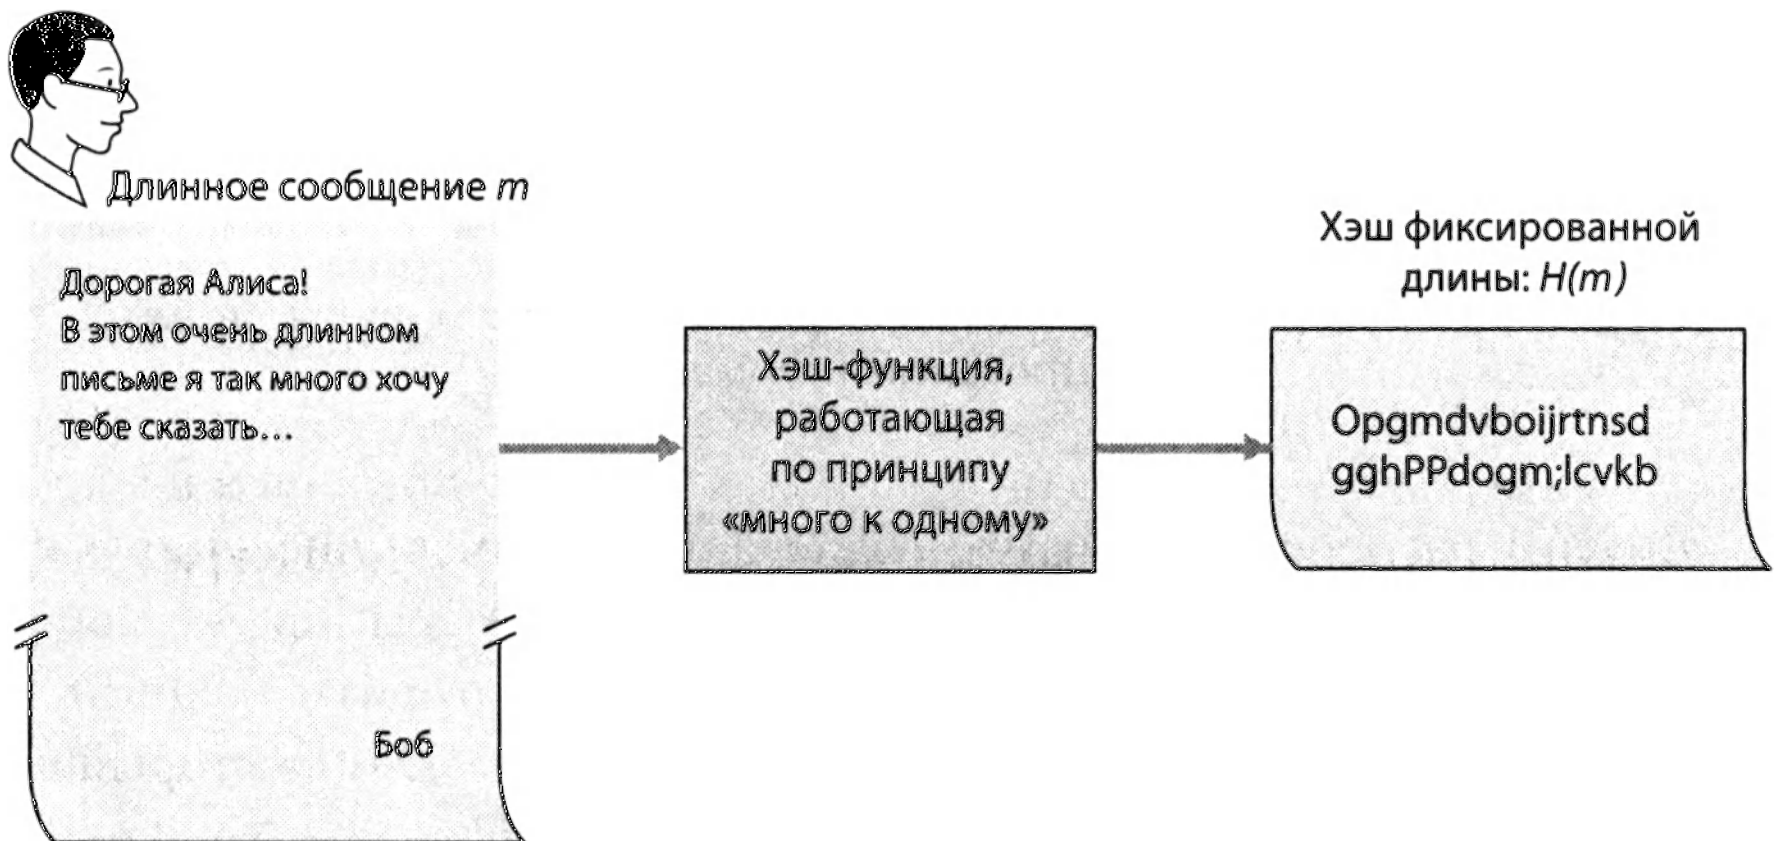 Длинное сообщение m
Дорогая Алиса!
В этом очень длинном
письме я так много хочу
тебе сказать...
Боб
Хэш-функция,
работающая
по принципу
«много к одному»
Хэш фиксированной
длины: H(m)
Opgmdvboijrtnsd
gghPPdogm;lcvkb